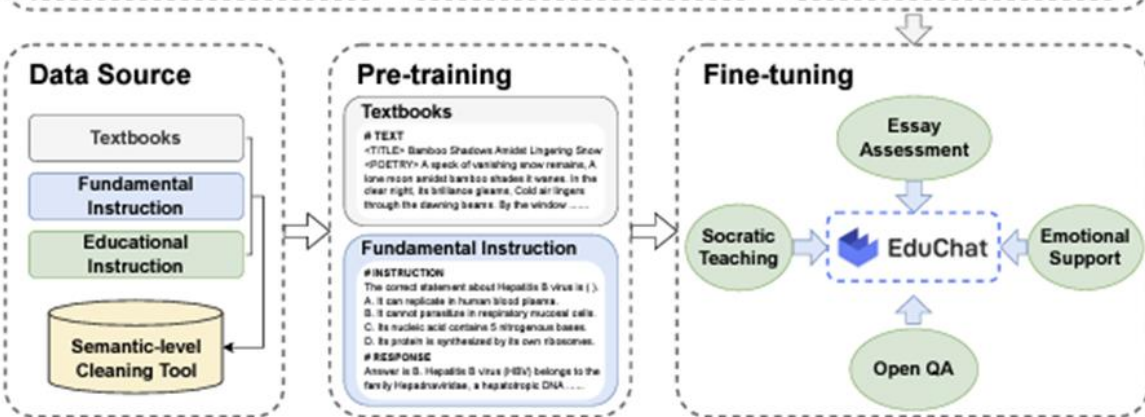 Data Source
Textbooks
Fundamental
Instruction
Educational
Instruction
Semantic-level
Cleaning Tool
Pre-training
Textbooks
# TEXT
<TITLE> Bamboo Shadows Amidst Lingering Snow
<POETRY> A speck of vanishing snow remains, A
lone moon amidst bamboo shades it wanes. In the
clear night, its brilliance gleams, Cold air lingers
through the dawning beams. By the window ......
Fundamental Instruction
# INSTRUCTION
The correct statement about Hepatitis B virus is ( ).
A. It can replicate in human blood plasma.
B. It cannot parasitize in respiratory mucosal cells.
C. Its nucleic acid contains 5 nitrogenous bases.
D. Its protein is synthesized by its own ribosomes.
# RESPONSE
Answer is B. Hepatitis B virus (HBV) belongs to the
family Hepadnaviridae, a hepatotropic DNA ......
Fine-tuning
Essay
Assessment
Socratic
Teaching
EduChat
Emotional
Support
Open QA